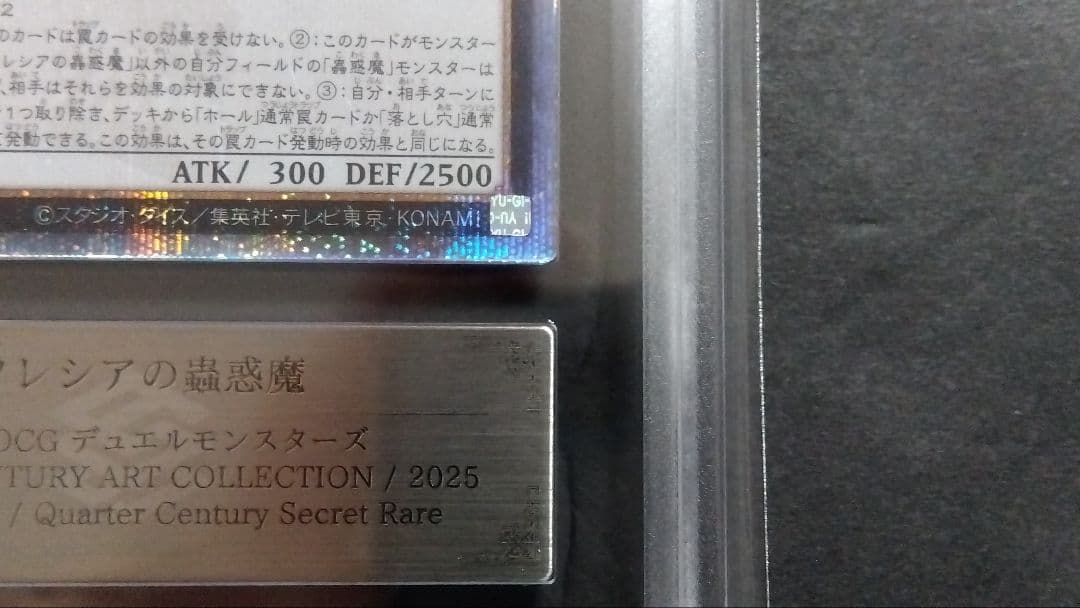 2
のカードは罠カードの効果を受けない。②:このカードがモンスター
レシアの蟲惑魔」以外の自分フィールドの「蟲惑魔」モンスターは
、相手はそれらを効果の対象にできない。③:自分・相手ターンに
1つ取り除き、デッキから「ホール」通常罠カードか「落とし穴」通常
発動できる。この効果は、その罠カード発動時の効果と同じになる。
ATK/ 300 DEF/2500
©スタジオ・ダイス/集英社・テレビ東京・KONAMI
YU-GI-
レシアの蟲惑魔
OCG デュエルモンスターズ
NTURY ART COLLECTION / 2025
/ Quarter Century Secret Rare